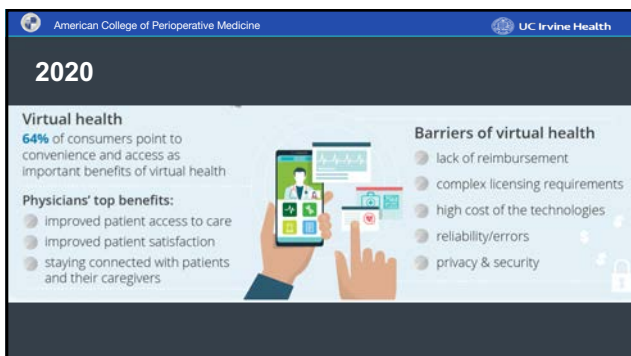 American College of Perioperative Medicine
UC Irvine Health
2020
Virtual health
64% of consumers point to
convenience and access as
important benefits of virtual health
Physicians' top benefits:
improved patient access to care
improved patient satisfaction
staying connected with patients
and their caregivers
Barriers of virtual health
lack of reimbursement
complex licensing requirements
high cost of the technologies
reliability/errors
privacy & security